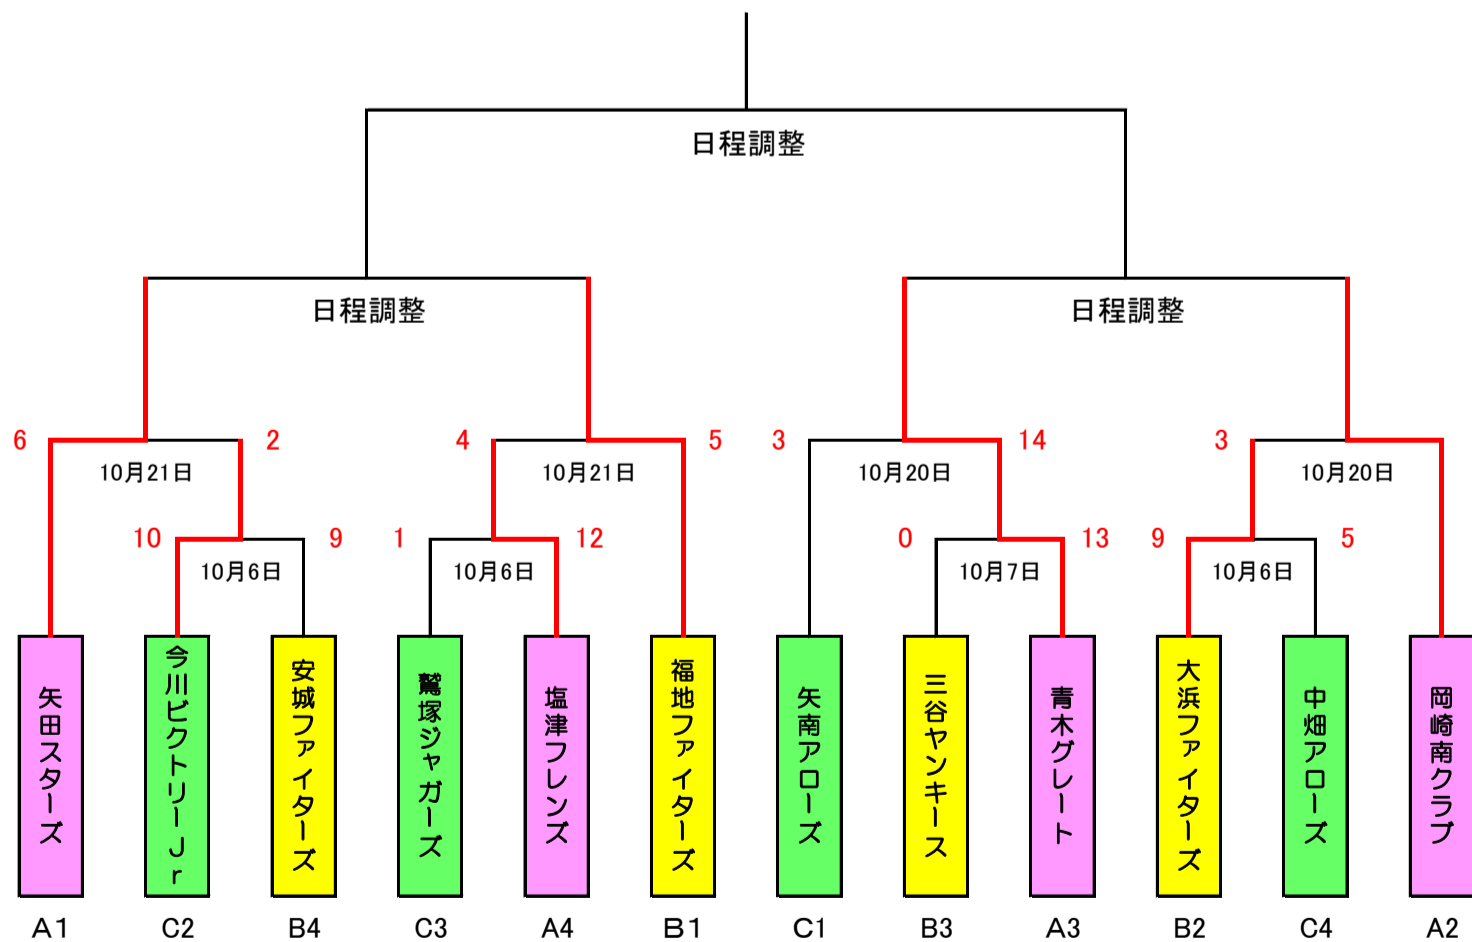 日程調整
日程調整
日程調整
6
2
4
5
3
14
3
10月21日
10月21日
10月20日
10月20日
10
9
1
12
0
13
9
5
10月6日
10月6日
10月7日
10月6日
矢田スターズ
今川ビクトリーJr
安城ファイターズ
鷲塚ジャガーズ
塩津フレンズ
福地ファイターズ
矢南アローズ
三谷ヤンキース
青木グレート
大浜ファイターズ
中畑アローズ
岡崎南クラブ
A1
C2
B4
C3
A4
B1
C1
B3
A3
B2
C4
A2